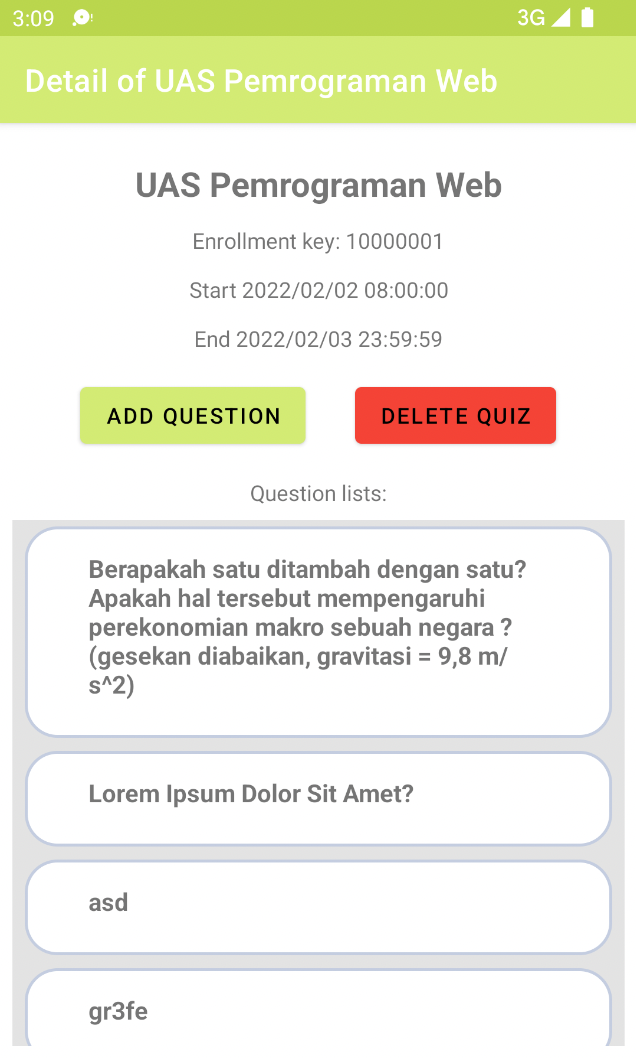 3:09
3G
Detail of UAS Pemrograman Web
UAS Pemrograman Web
Enrollment key: 10000001
Start 2022/02/02 08:00:00
End 2022/02/03 23:59:59
ADD QUESTION
DELETE QUIZ
Question lists:
Berapakah satu ditambah dengan satu?
Apakah hal tersebut mempengaruhi
perekonomian makro sebuah negara ?
(gesekan diabaikan, gravitasi = 9,8 m/
s^2)
Lorem Ipsum Dolor Sit Amet?
asd
gr3fe